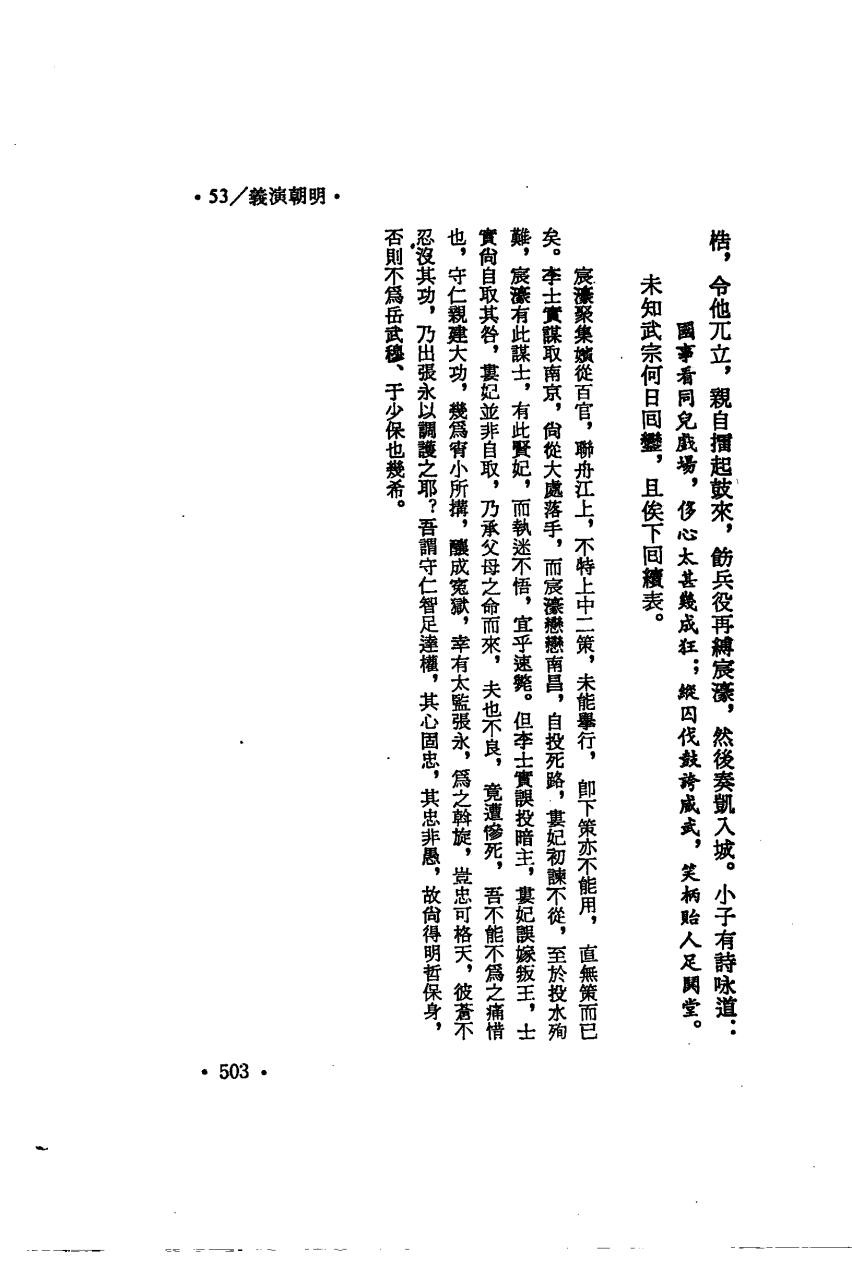 •53/義演朝明•
梏，令他兀立，親自擂起鼓來，飭兵役再縛宸濠，然後奏凱入城。小子有詩咏道：
國事看同兒戲場，侈心太甚幾成狂；縱囚伐鼓誇威武，笑柄貽人足鬨堂。
未知武宗何日回鑾，且俟下回續表。
宸濠聚集嬪從百官，聯舟江上，不特上中二策，未能舉行，卽下策亦不能用，直無策而已
矣。李士實謀取南京，尙從大處落手，而宸濠戀戀南昌，自投死路，婁妃初諫不從，至於投水殉
難，宸濠有此謀士，有此賢妃，而執迷不悟，宜乎速斃。但李士實誤投暗主，婁妃誤嫁叛王，士
實尙自取其咎，婁妃並非自取，乃承父母之命而來，夫也不良，竟遭慘死，吾不能不爲之痛惜
也，守仁親建大功，幾爲宵小所搆，釀成冤獄，幸有太監張永，爲之斡旋，豈忠可格天，彼蒼不
忍沒其功，乃出張永以調護之耶？吾謂守仁智足達權，其心固忠，其忠非愚，故尙得明哲保身，
否則不爲岳武穆、于少保也幾希。
•503•